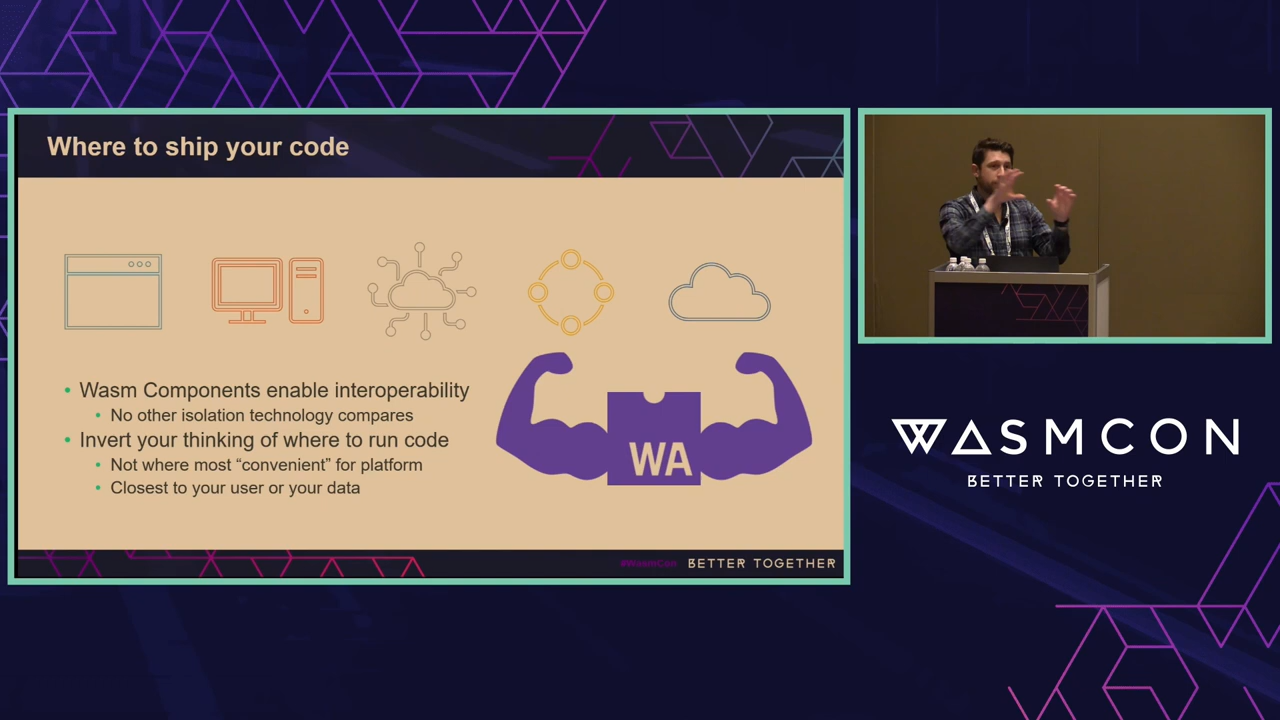 Where to ship your code
• Wasm Components enable interoperability
• No other isolation technology compares
• Invert your thinking of where to run code
• Not where most “convenient” for platform
• Closest to your user or your data
WA
#WasmCon BETTER TOGETHER
WASMCON
BETTER TOGETHER